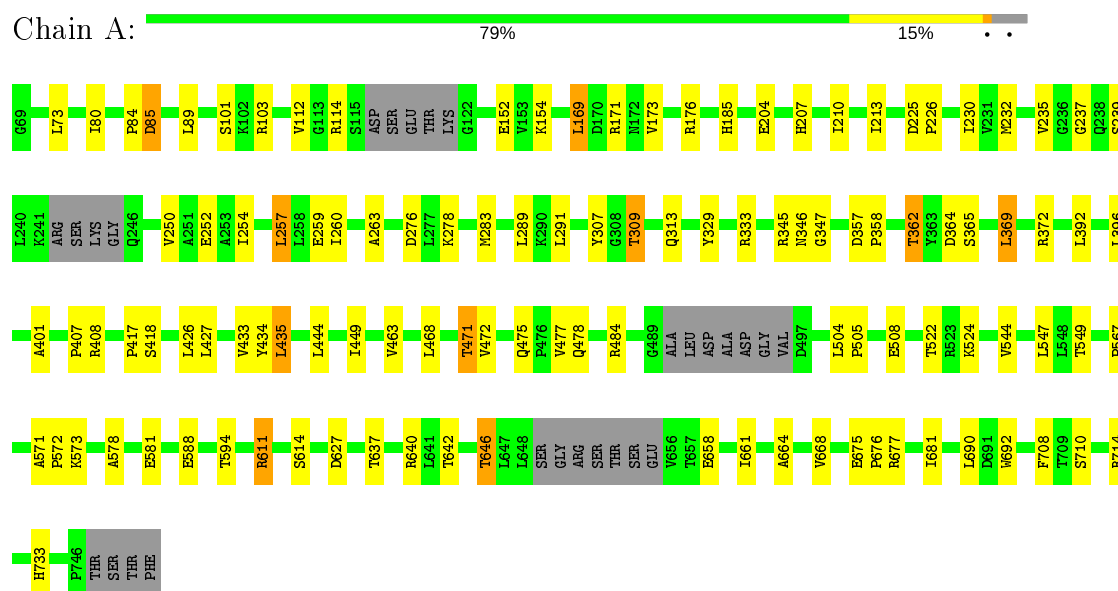 Chain A:
79% 15% • •
G69 L73 I80 P84 D85 L89 S101 K102 R103 V112 G113 R114 S115 ASP SER GLU THR LYS G122 E152 V153 K154 L169 D170 R171 N172 V173 R176 H185 E204 H207 I210 I213 D225 P226 I230 V231 M232 V235 G236 G237 Q238 S239
L240 K241 ARG SER LYS GLY Q246 V250 A251 E252 A253 I254 L257 L258 E259 I260 A263 D276 L277 K278 M283 L289 K290 L291 Y307 G308 T309 Q313 Y329 R333 R345 N346 G347 D357 P358 T362 Y363 D364 S365 L369 R372 L392 L396
A401 P407 R408 P417 S418 L426 L427 V433 Y434 L435 L444 I449 V463 L468 T471 V472 Q475 P476 V477 Q478 R484 G489 ALA LEU ASP ALA ASP GLY VAL D497 L504 P505 E508 T522 R523 K524 V544 L547 L548 T549 P567
A571 P572 K573 A578 E581 E588 T594 R611 S614 D627 T637 R640 L641 T642 T646 L647 L648 SER GLY ARG SER THR SER GLU V656 T657 E658 I661 A664 V668 E675 P676 R677 I681 L690 D691 W692 F708 T709 S710
H733 P746 THR SER THR PHE